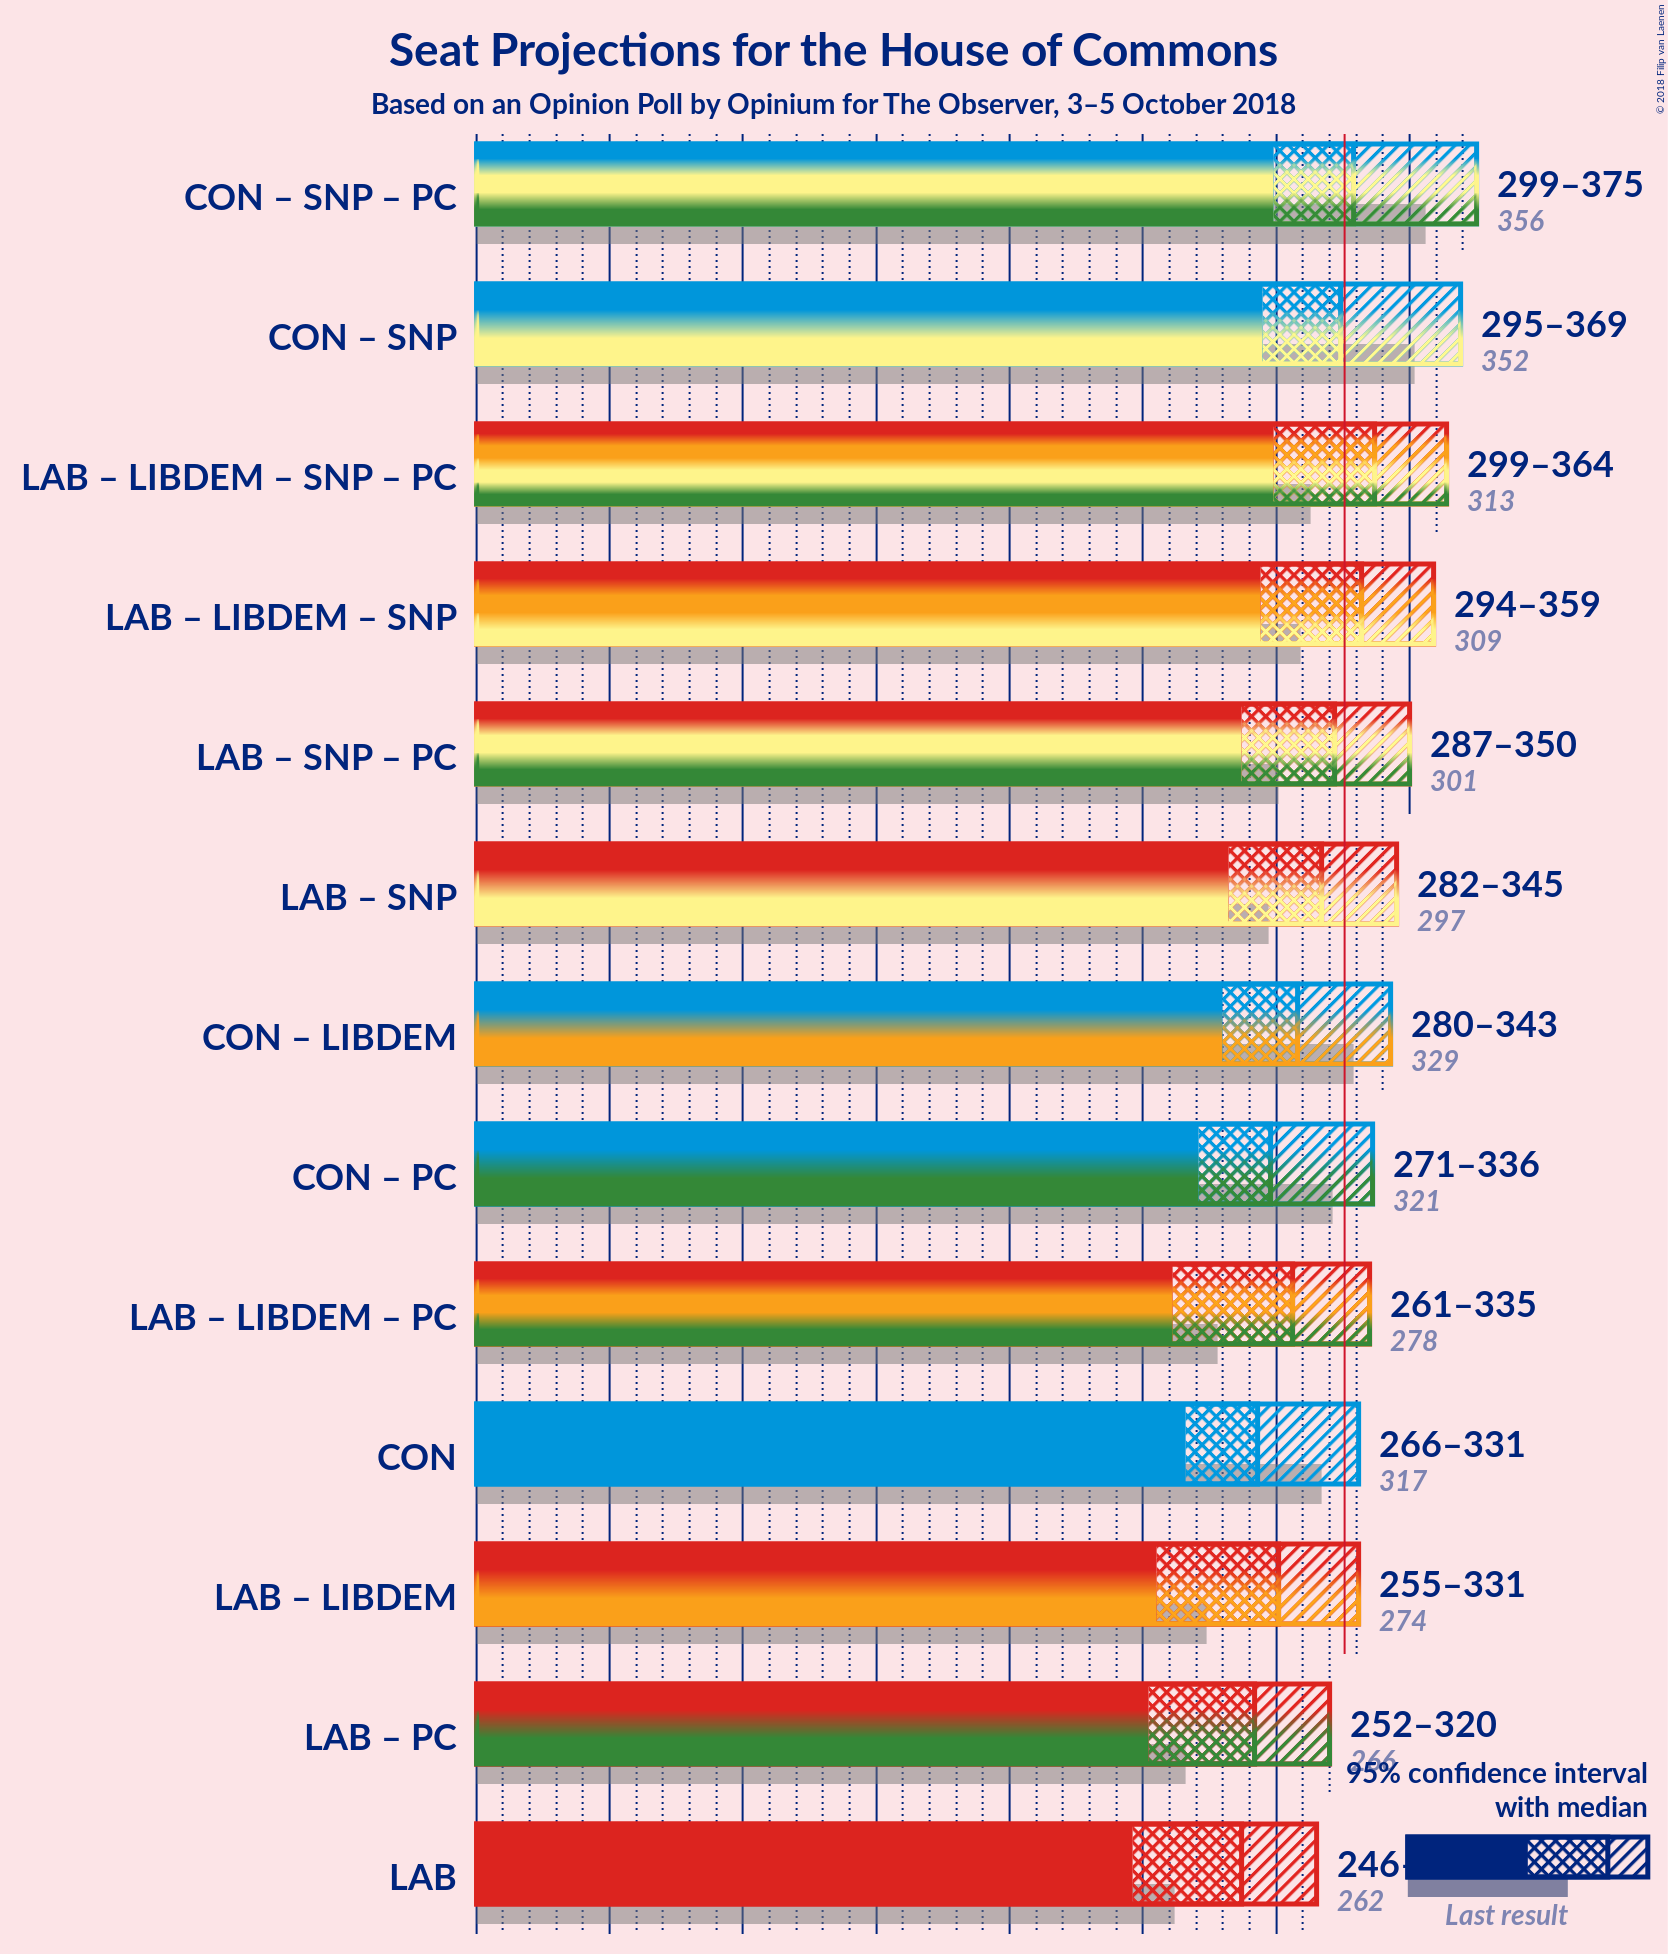 Seat Projections for the House of Commons
Based on an Opinion Poll by Opinium for The Observer, 3–5 October 2018
© 2018 Filip van Laenen
CON – SNP – PC
299–375
356
CON – SNP
295–369
352
LAB – LIBDEM – SNP – PC
299–364
313
LAB – LIBDEM – SNP
294–359
309
LAB – SNP – PC
287–350
301
LAB – SNP
282–345
297
CON – LIBDEM
280–343
329
CON – PC
271–336
321
LAB – LIBDEM – PC
261–335
278
CON
266–331
317
LAB – LIBDEM
255–331
274
LAB – PC
252–320
266
95% confidence interval
with median
LAB
246–
262
Last result